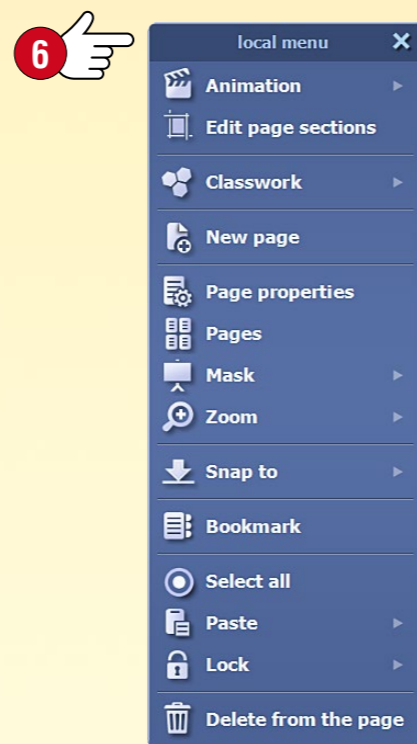 6
local menu
Animation
Edit page sections
Classwork
New page
Page properties
Pages
Mask
Zoom
Snap to
Bookmark
Select all
Paste
Lock
Delete from the page